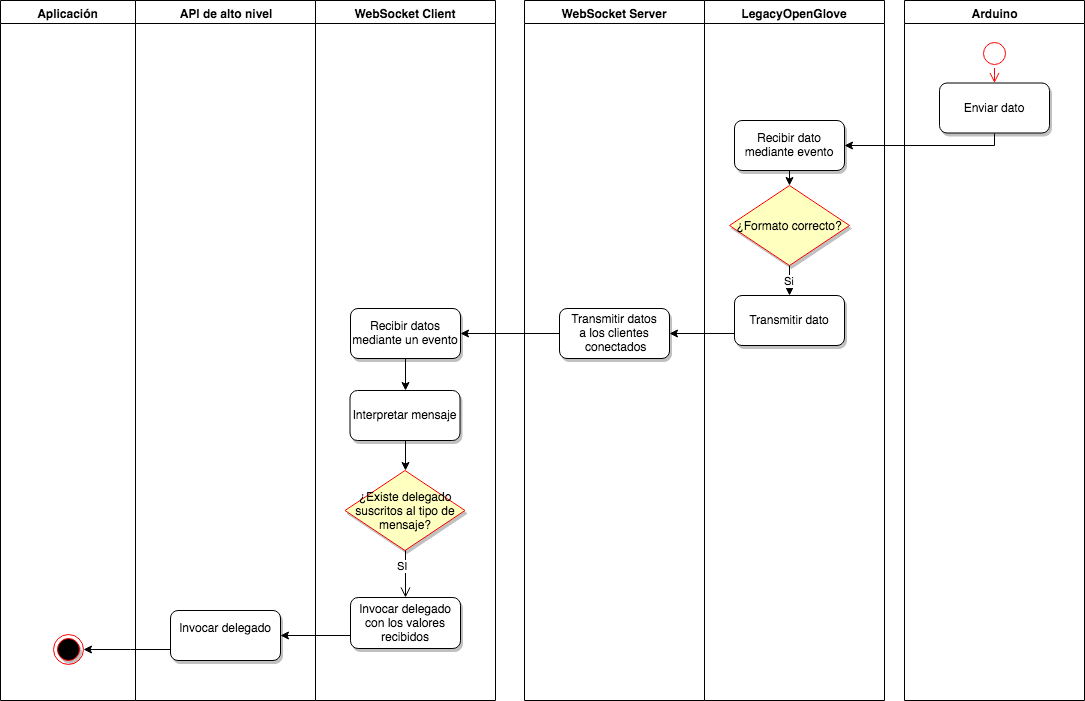 Aplicación
API de alto nivel
WebSocket Client
WebSocket Server
LegacyOpenGlove
Arduino
Enviar dato
Recibir dato
mediante evento
¿Formato correcto?
Si
Transmitir dato
Transmitir datos
a los clientes
conectados
Recibir datos
mediante un evento
Interpretar mensaje
¿Existe delegado
suscritos al tipo de
mensaje?
SI
Invocar delegado
con los valores
recibidos
Invocar delegado